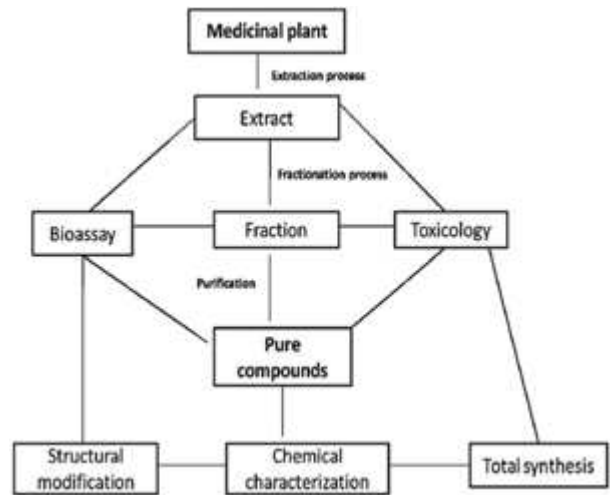 Medicinal plant
Extraction process
Extract
Fractionation process
Bioassay
Fraction
Toxicology
Purification
Pure
compounds
Structural
modification
Chemical
characterization
Total synthesis